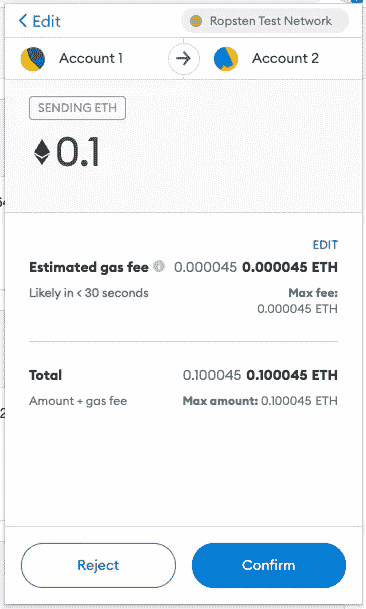 Edit
Ropsten Test Network
Account 1
Account 2
SENDING ETH
0.1
EDIT
Estimated gas fee 0.000045 0.000045 ETH
Likely in < 30 seconds
Max fee:
0.000045 ETH
Total 0.100045 0.100045 ETH
Amount + gas fee Max amount: 0.100045 ETH
Reject
Confirm